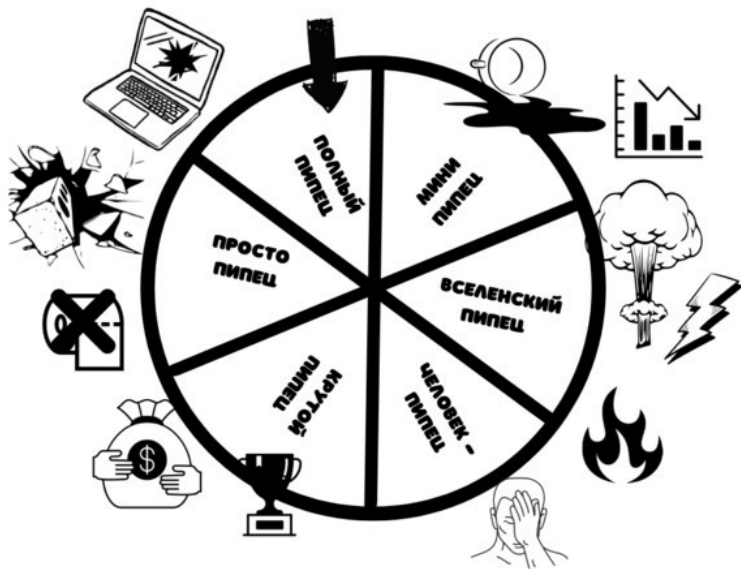 ПОЛНЫЙ
ПИПЕЦ
МИНИ
ПИПЕЦ
ПРОСТО
ПИПЕЦ
ВСЕЛЕНСКИЙ
ПИПЕЦ
КРУТОЙ
ПИПЕЦ
ЧЕЛОВЕК -
ПИПЕЦ
$